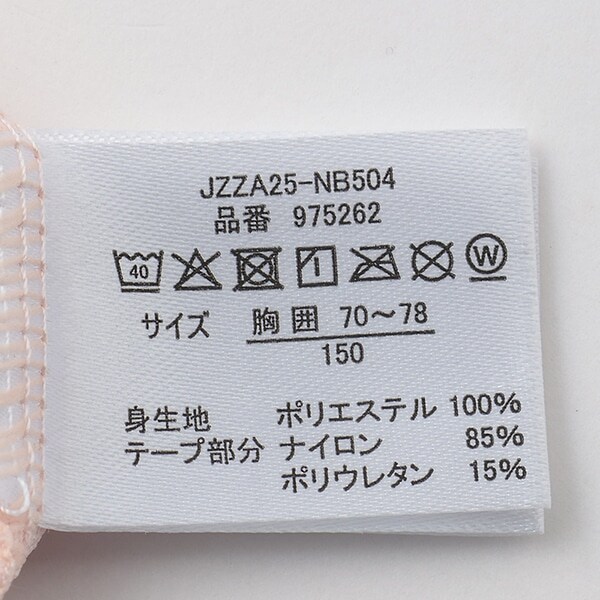 JZZA25-NB504
品番 975262
40 W
サイズ 胸囲 70～78
150
身生地 ポリエステル 100%
テープ部分 ナイロン 85%
ポリウレタン 15%